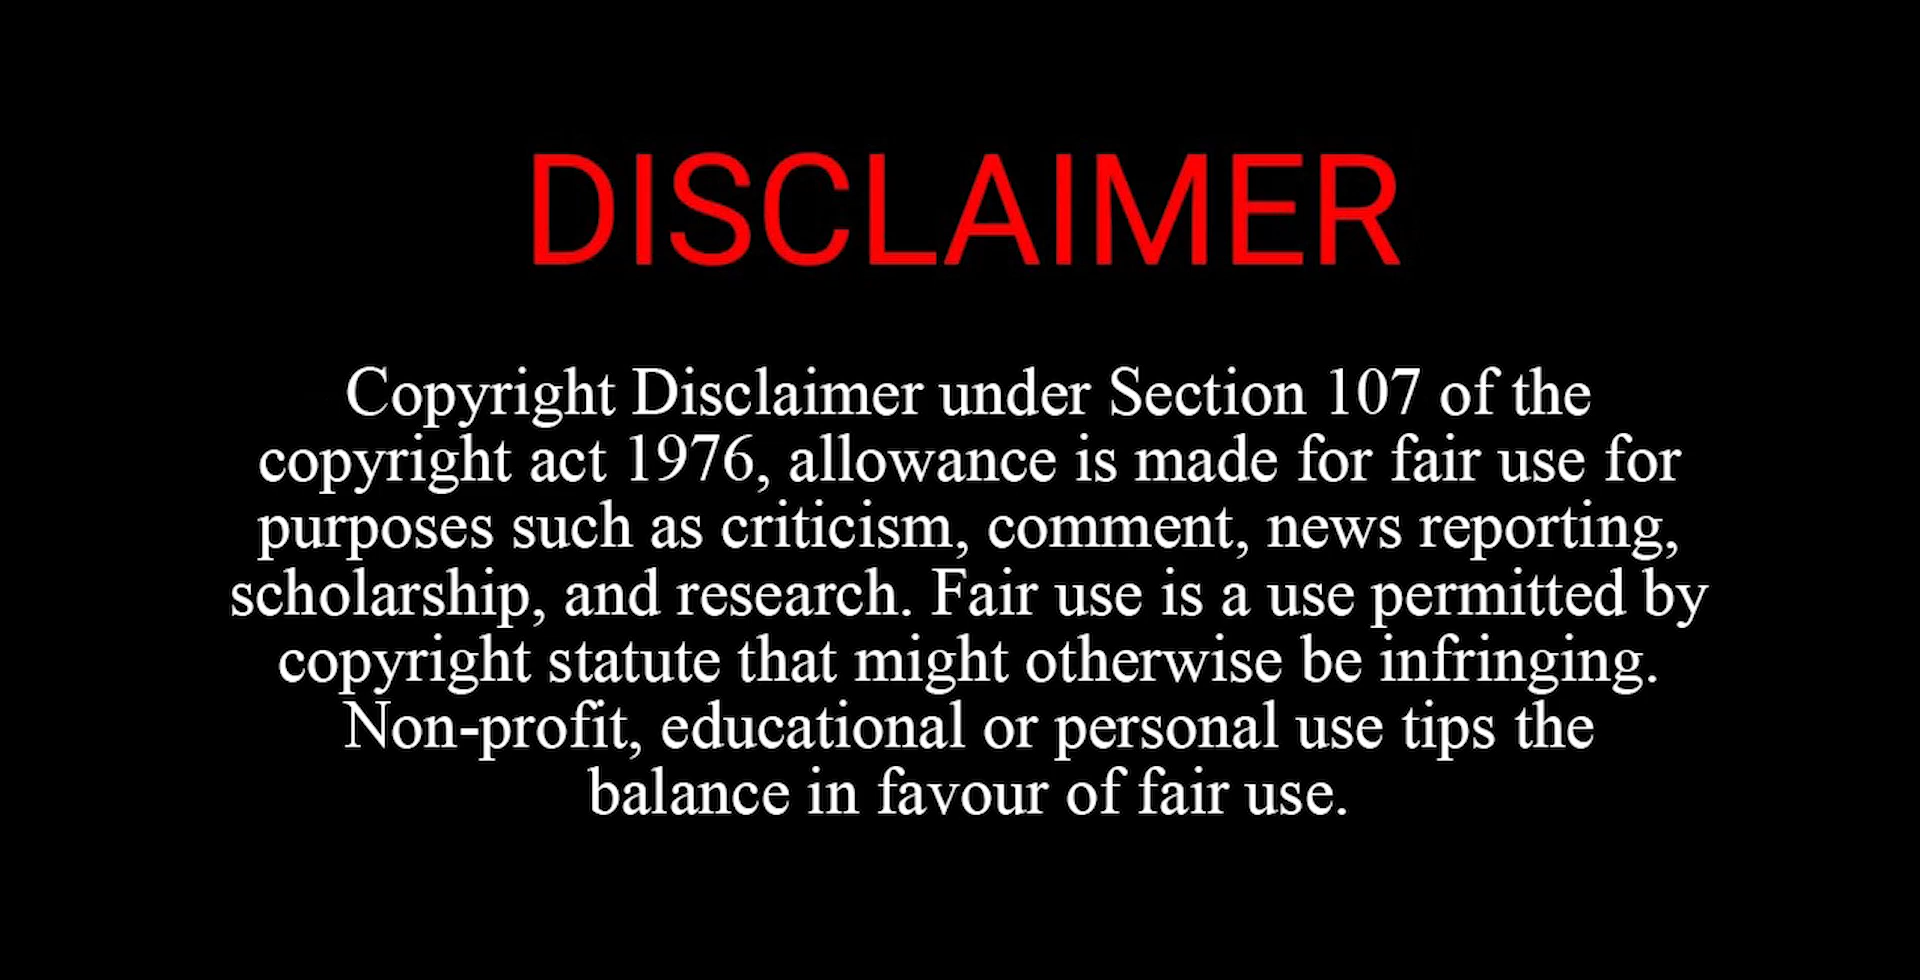 DISCLAIMER
Copyright Disclaimer under Section 107 of the
copyright act 1976, allowance is made for fair use for
purposes such as criticism, comment, news reporting,
scholarship, and research. Fair use is a use permitted by
copyright statute that might otherwise be infringing.
Non-profit, educational or personal use tips the
balance in favour of fair use.